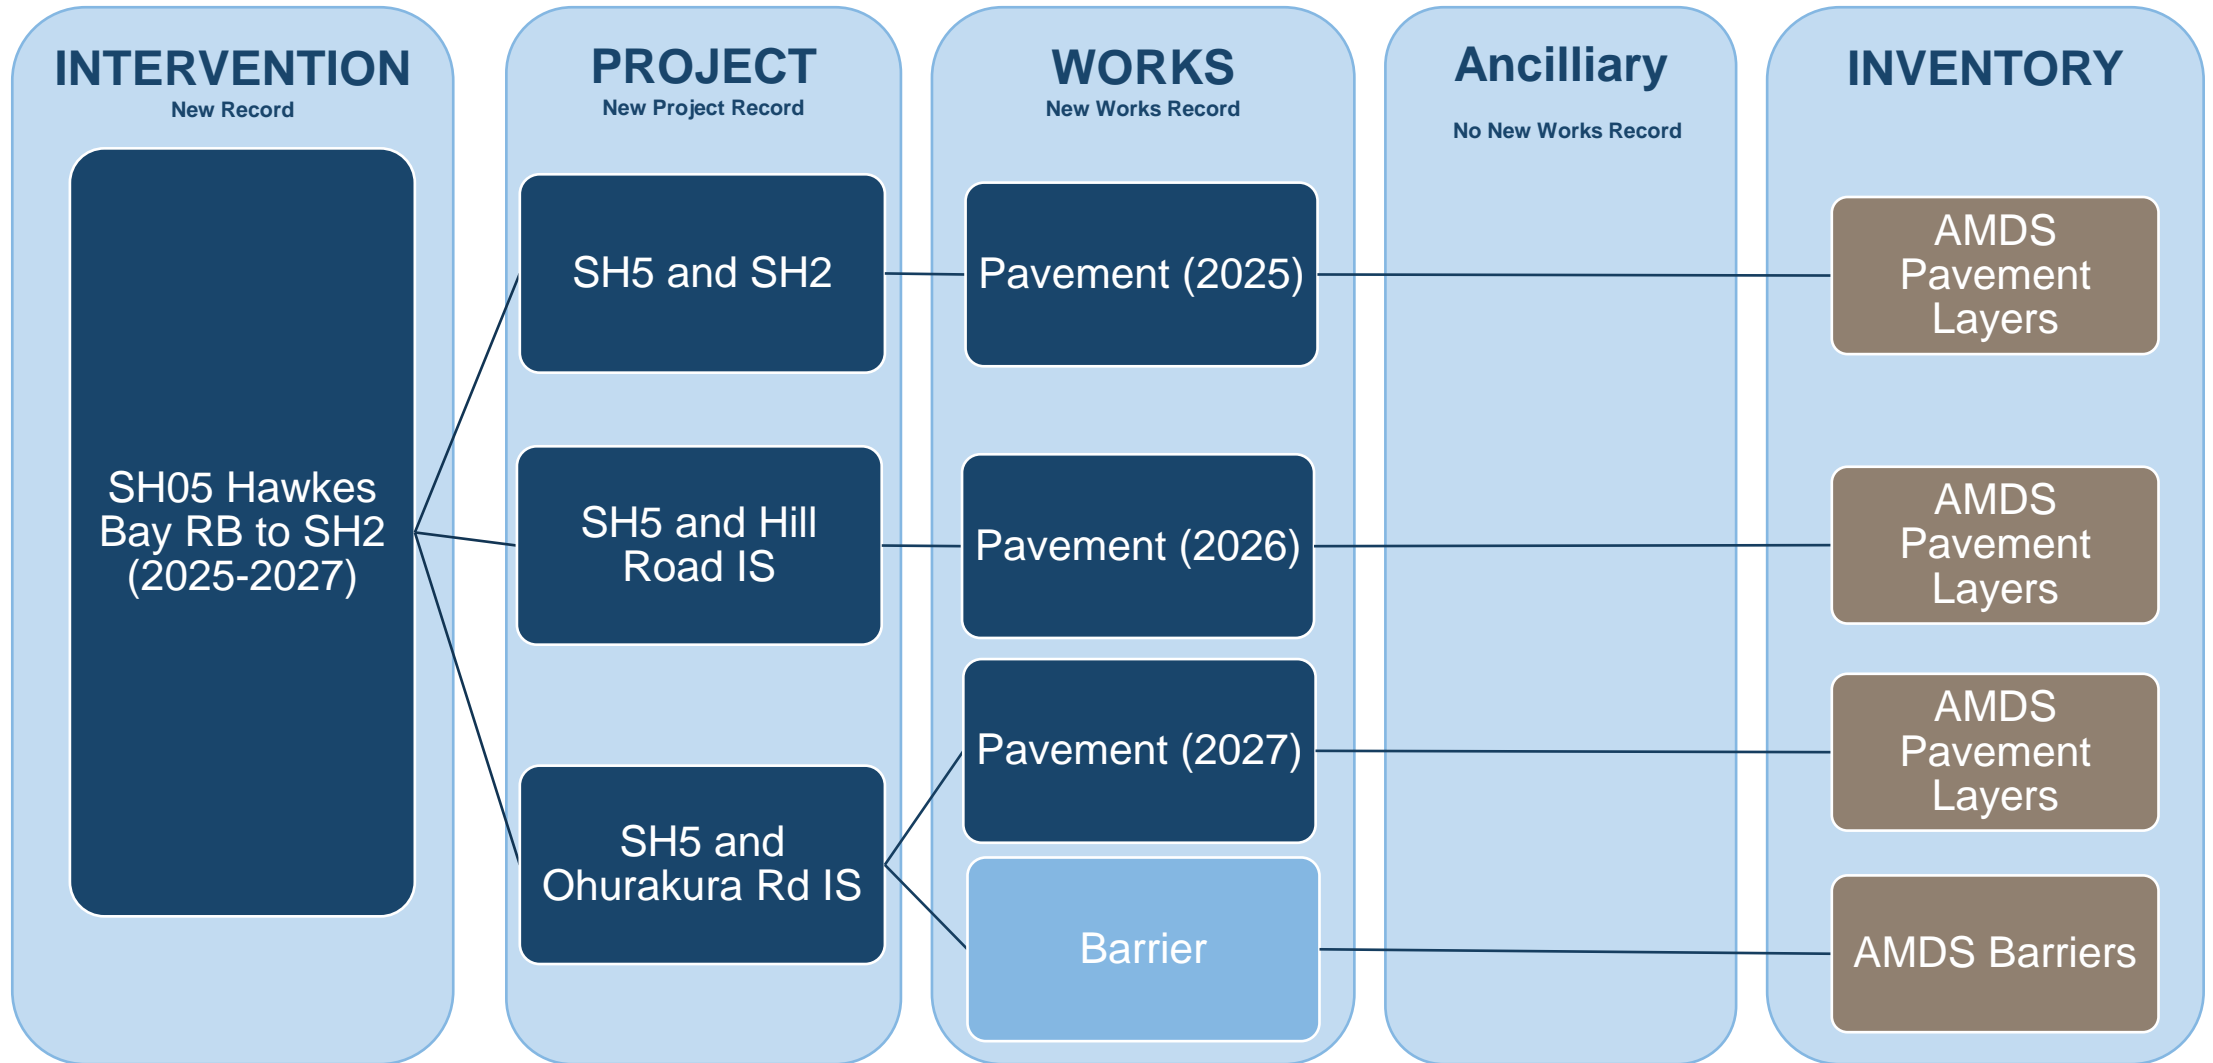 INTERVENTION
New Record
SH05 Hawkes
Bay RB to SH2
(2025-2027)
PROJECT
New Project Record
SH5 and SH2
SH5 and Hill
Road IS
SH5 and
Ohurakura Rd IS
WORKS
New Works Record
Pavement (2025)
Pavement (2026)
Pavement (2027)
Barrier
Ancilliary
No New Works Record
INVENTORY
AMDS
Pavement
Layers
AMDS
Pavement
Layers
AMDS
Pavement
Layers
AMDS Barriers